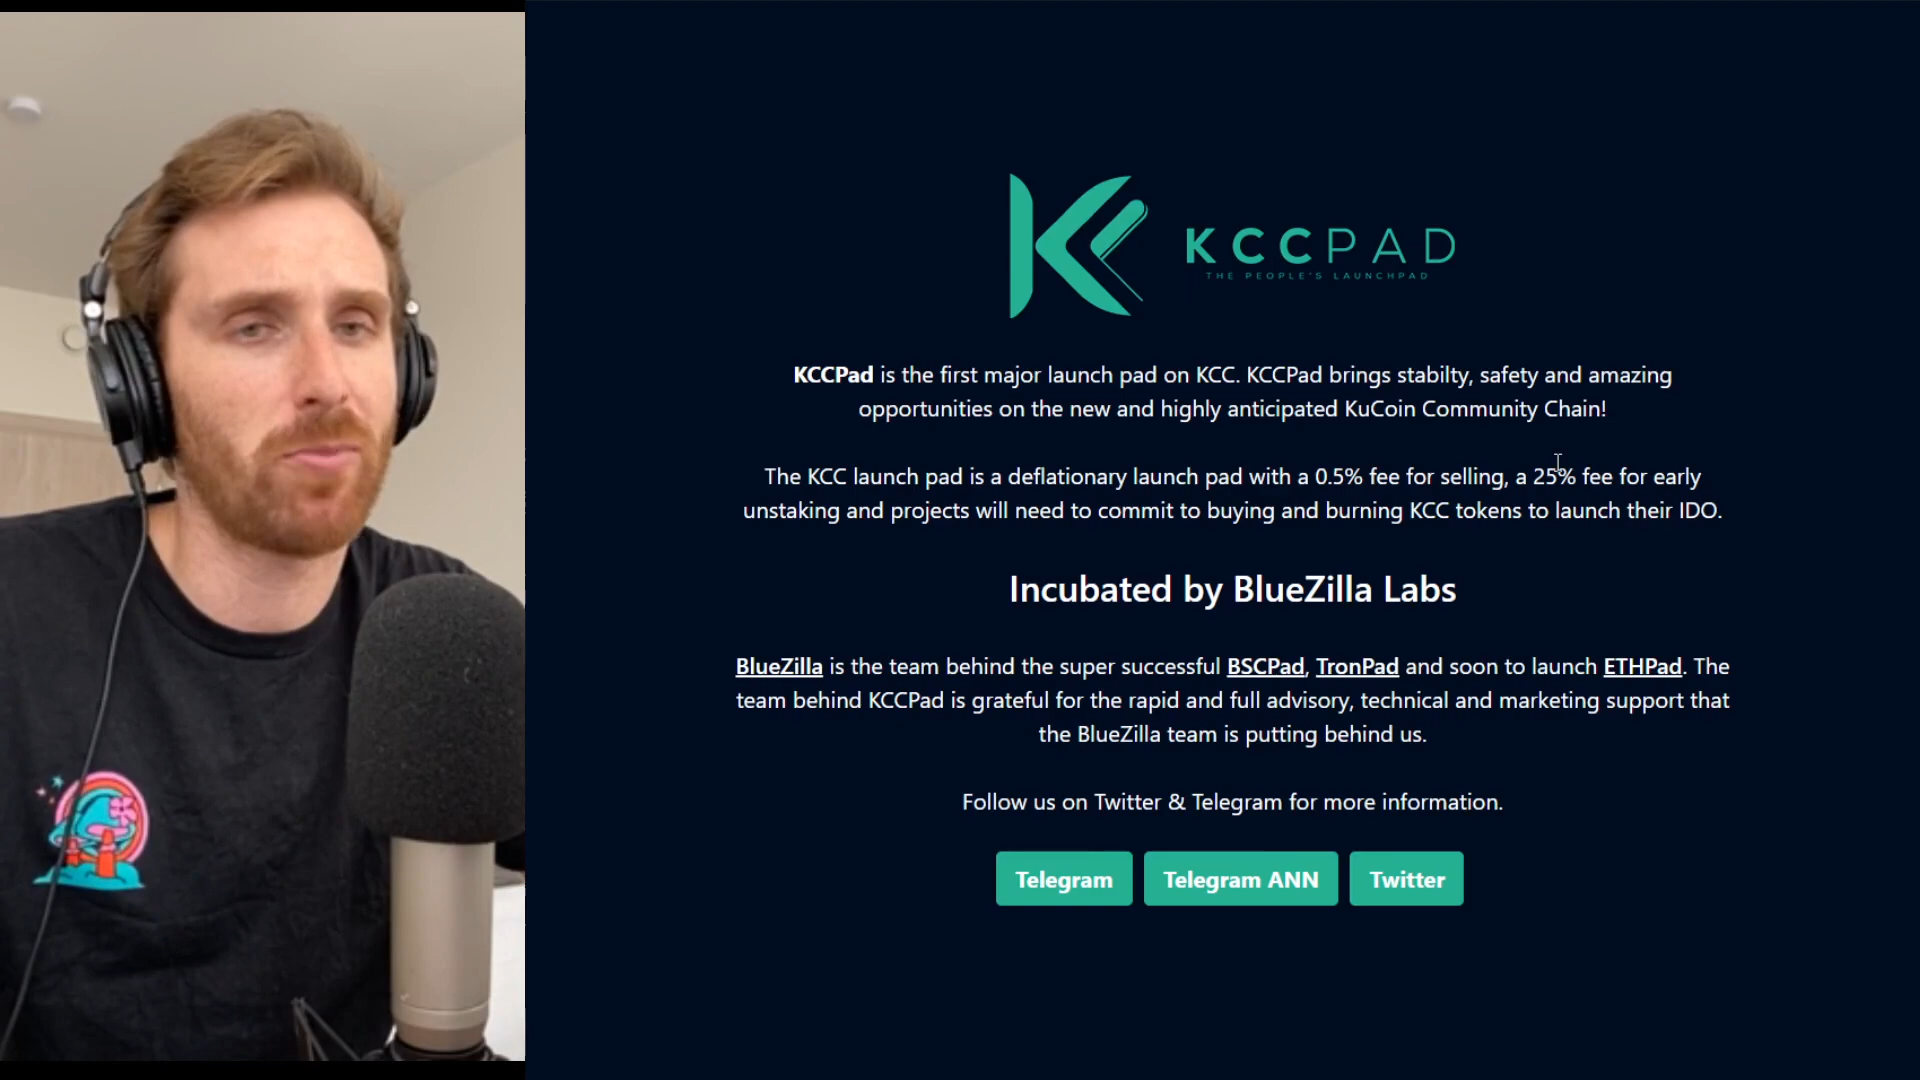 KCCPAD
THE PEOPLE'S LAUNCHPAD
KCCPad is the first major launch pad on KCC. KCCPad brings stabilty, safety and amazing
opportunities on the new and highly anticipated KuCoin Community Chain!
The KCC launch pad is a deflationary launch pad with a 0.5% fee for selling, a 25% fee for early
unstaking and projects will need to commit to buying and burning KCC tokens to launch their IDO.
Incubated by BlueZilla Labs
BlueZilla is the team behind the super successful BSCPad, TronPad and soon to launch ETHPad. The
team behind KCCPad is grateful for the rapid and full advisory, technical and marketing support that
the BlueZilla team is putting behind us.
Follow us on Twitter & Telegram for more information.
Telegram
Telegram ANN
Twitter